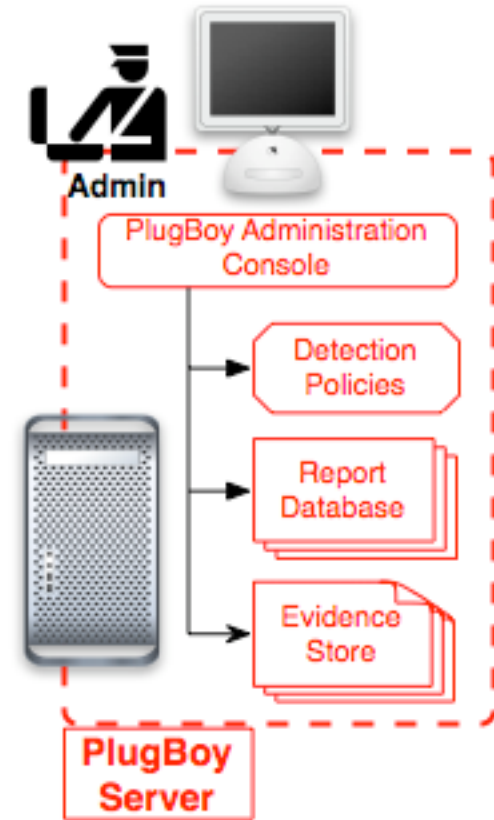 Admin
PlugBoy Administration
Console
Detection
Policies
Report
Database
Evidence
Store
PlugBoy
Server